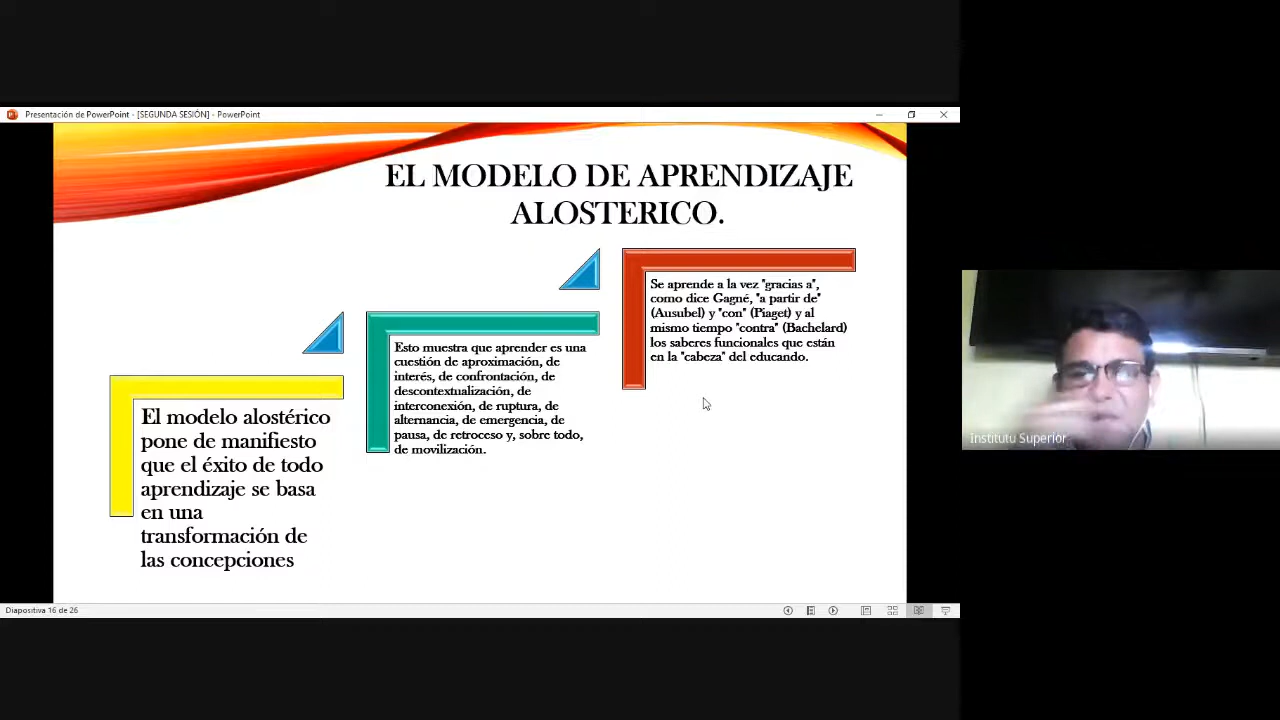 Presentación de PowerPoint - [SEGUNDA SESIÓN] - PowerPoint
EL MODELO DE APRENDIZAJE
ALOSTERICO.
El modelo alostérico
pone de manifiesto
que el éxito de todo
aprendizaje se basa
en una
transformación de
las concepciones
Esto muestra que aprender es una
cuestión de aproximación, de
interés, de confrontación, de
descontextualización, de
interconexión, de ruptura, de
alternancia, de emergencia, de
pausa, de retroceso y, sobre todo,
de movilización.
Se aprende a la vez "gracias a",
como dice Gagné, "a partir de"
(Ausubel) y "con" (Piaget) y al
mismo tiempo "contra" (Bachelard)
los saberes funcionales que están
en la "cabeza" del educando.
Institutu Superior
Diapositiva 16 de 26